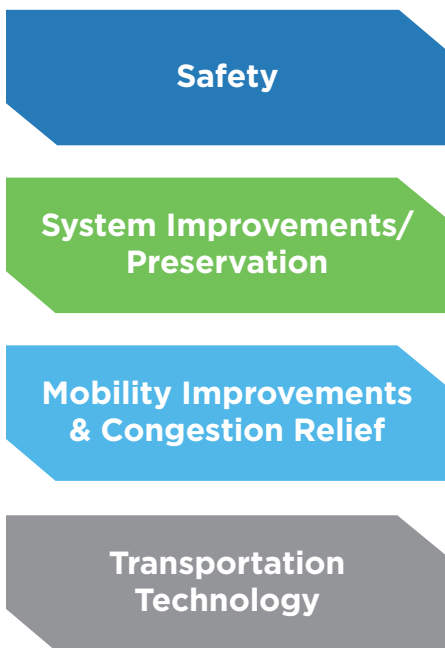 Safety
System Improvements/
Preservation
Mobility Improvements
& Congestion Relief
Transportation
Technology